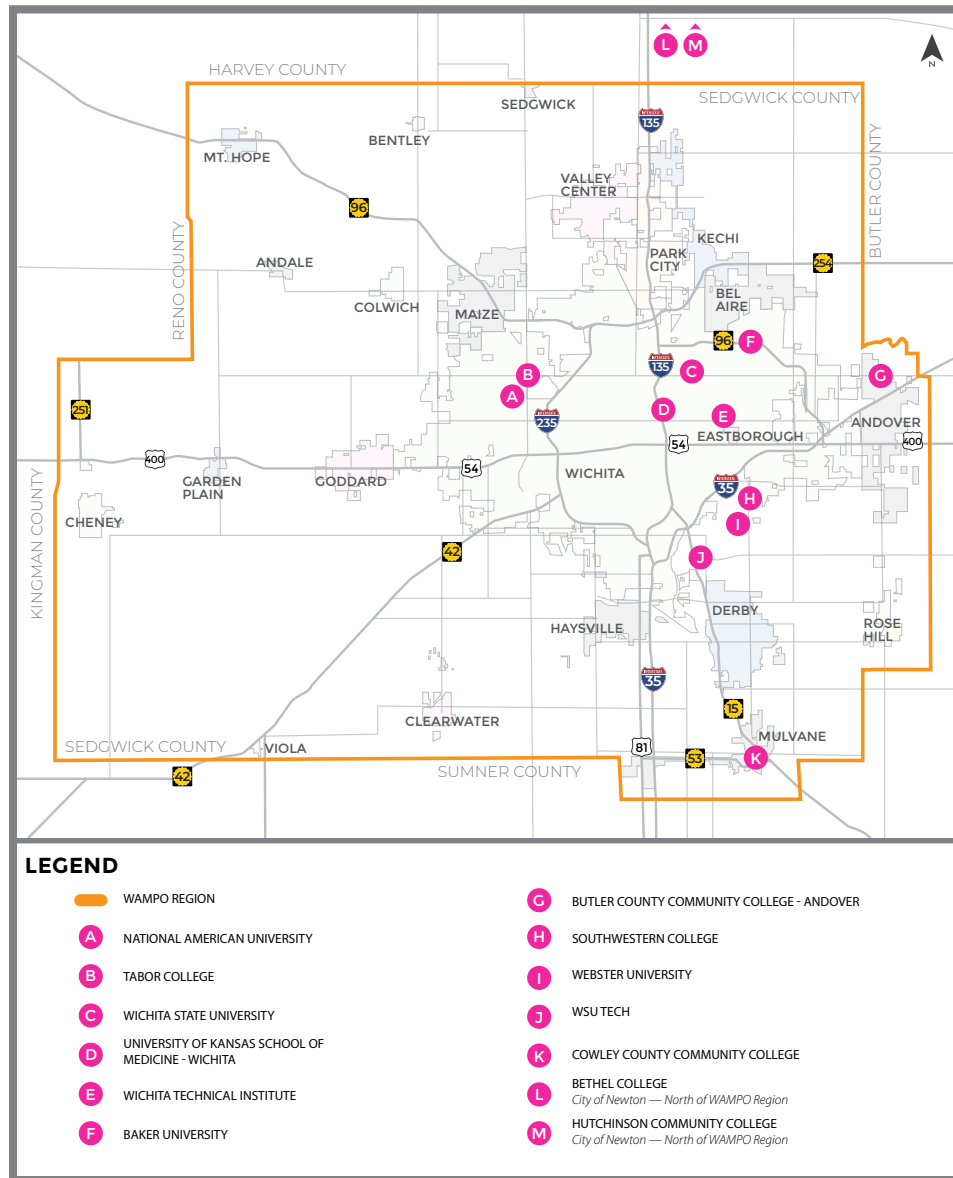 L
M
N
HARVEY COUNTY
SEDGWICK
SEDGWICK COUNTY
INTERSTATE
135
BENTLEY
MT. HOPE
BUTLER COUNTY
VALLEY
CENTER
96
RENO COUNTY
KECHI
PARK
CITY
ANDALE
254
COLWICH
BEL
AIRE
MAIZE
96
F
135
C
B
G
A
251
D
E
235
ANDOVER
EASTBOROUGH
400
54
400
54
WICHITA
GARDEN
PLAIN
GODDARD
35
H
KINGMAN COUNTY
CHENEY
I
42
J
DERBY
HAYSVILLE
ROSE
HILL
35
15
CLEARWATER
MULVANE
SEDGWICK COUNTY
VIOLA
81
53
K
SUMNER COUNTY
42
LEGEND
WAMPO REGION
A NATIONAL AMERICAN UNIVERSITY
B TABOR COLLEGE
C WICHITA STATE UNIVERSITY
D UNIVERSITY OF KANSAS SCHOOL OF
MEDICINE - WICHITA
E WICHITA TECHNICAL INSTITUTE
F BAKER UNIVERSITY
G BUTLER COUNTY COMMUNITY COLLEGE - ANDOVER
H SOUTHWESTERN COLLEGE
I WEBSTER UNIVERSITY
J WSU TECH
K COWLEY COUNTY COMMUNITY COLLEGE
L BETHEL COLLEGE
City of Newton — North of WAMPO Region
M HUTCHINSON COMMUNITY COLLEGE
City of Newton — North of WAMPO Region